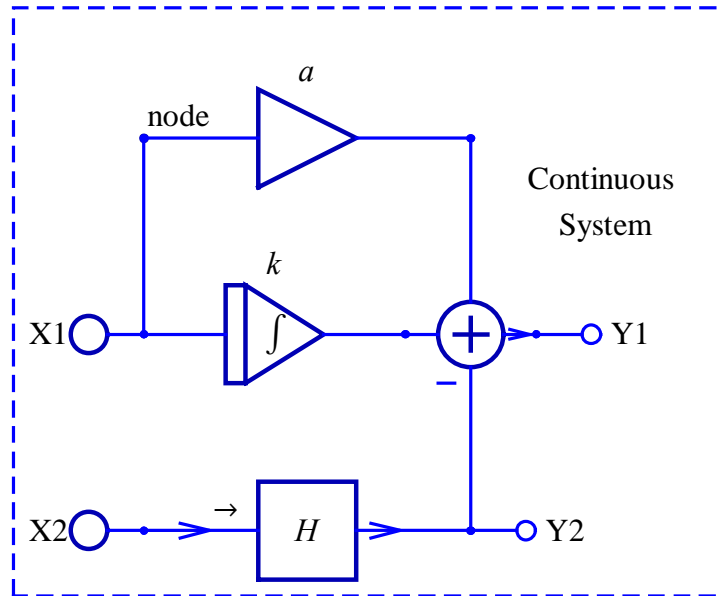 a
node
Continuous
System
k
X1
∫
+
Y1
−
X2
→
H
Y2